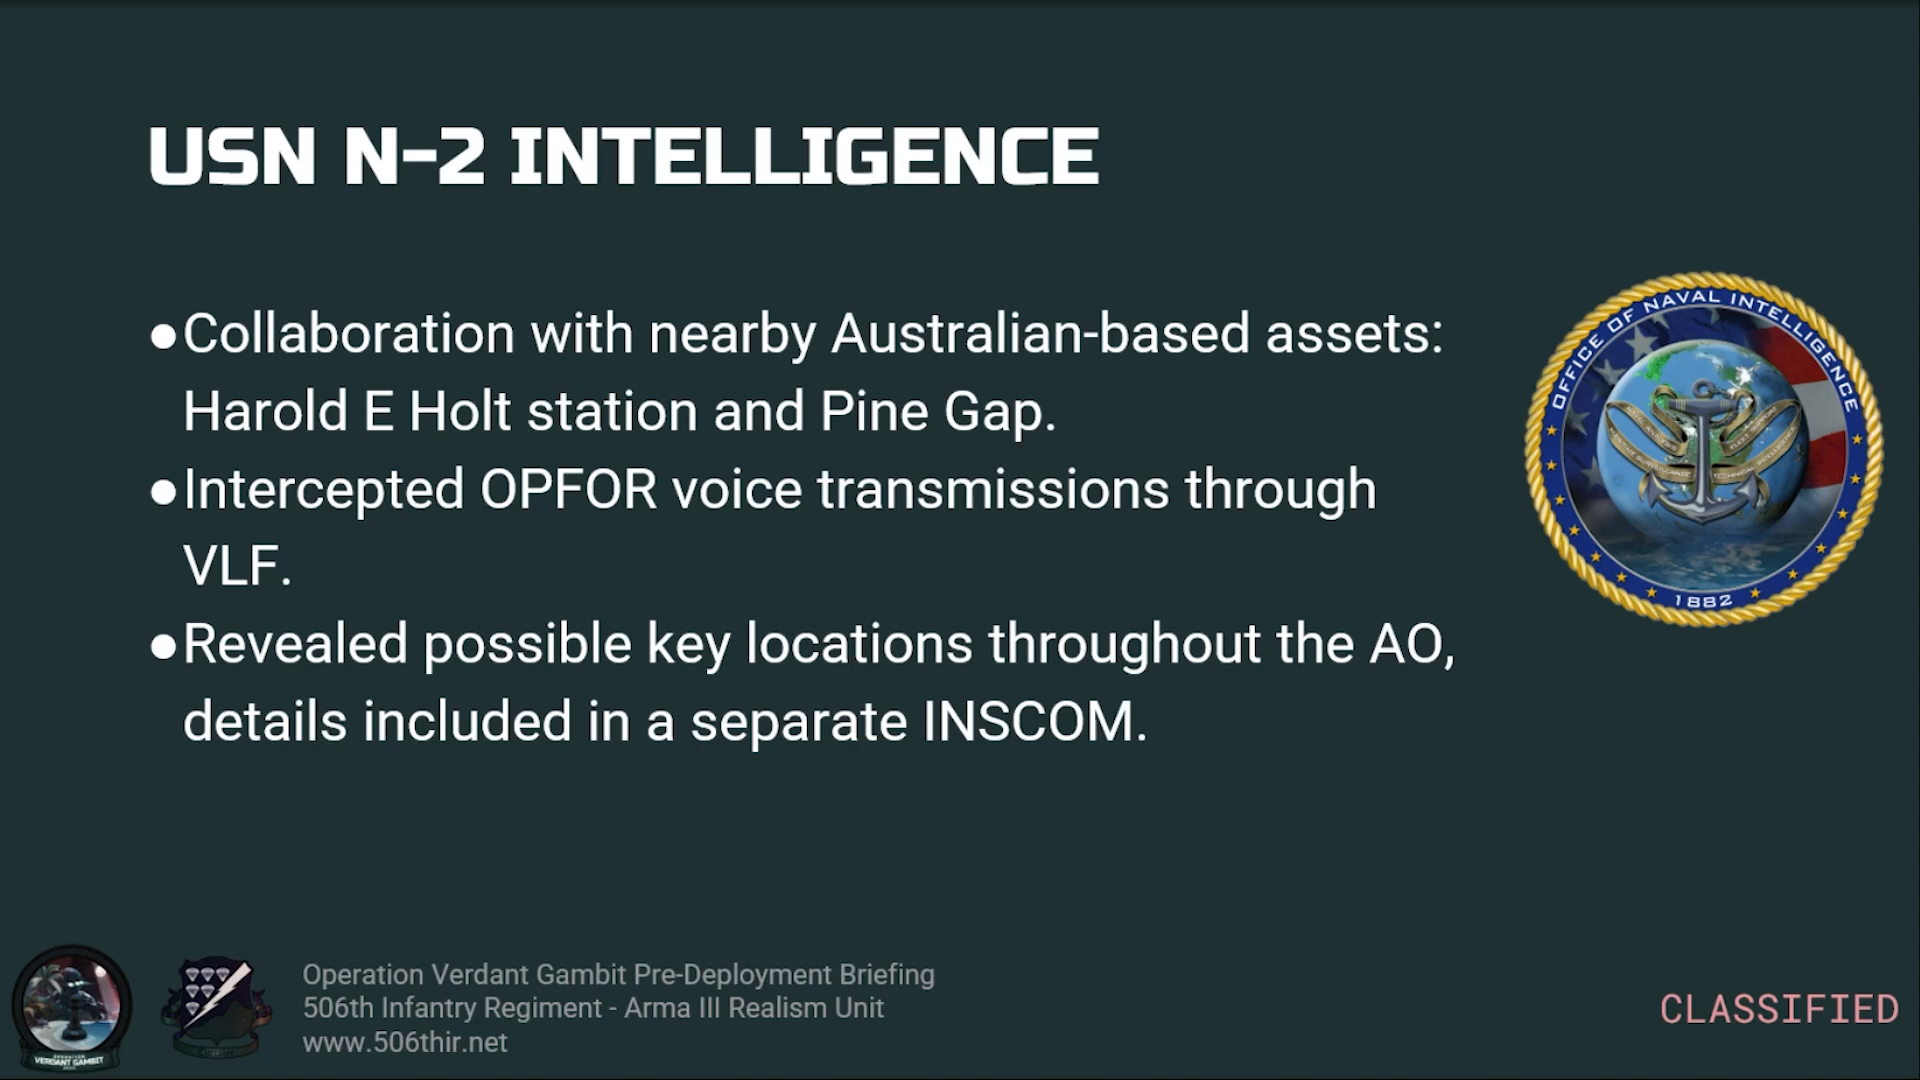 USN N-2 INTELLIGENCE
●Collaboration with nearby Australian-based assets:
Harold E Holt station and Pine Gap.
●Intercepted OPFOR voice transmissions through
VLF.
●Revealed possible key locations throughout the AO,
details included in a separate INSCOM.
OFFICE OF NAVAL INTELLIGENCE
1882
Operation Verdant Gambit Pre-Deployment Briefing
506th Infantry Regiment - Arma III Realism Unit
www.506thir.net
VERDANT GAMBIT
CLASSIFIED